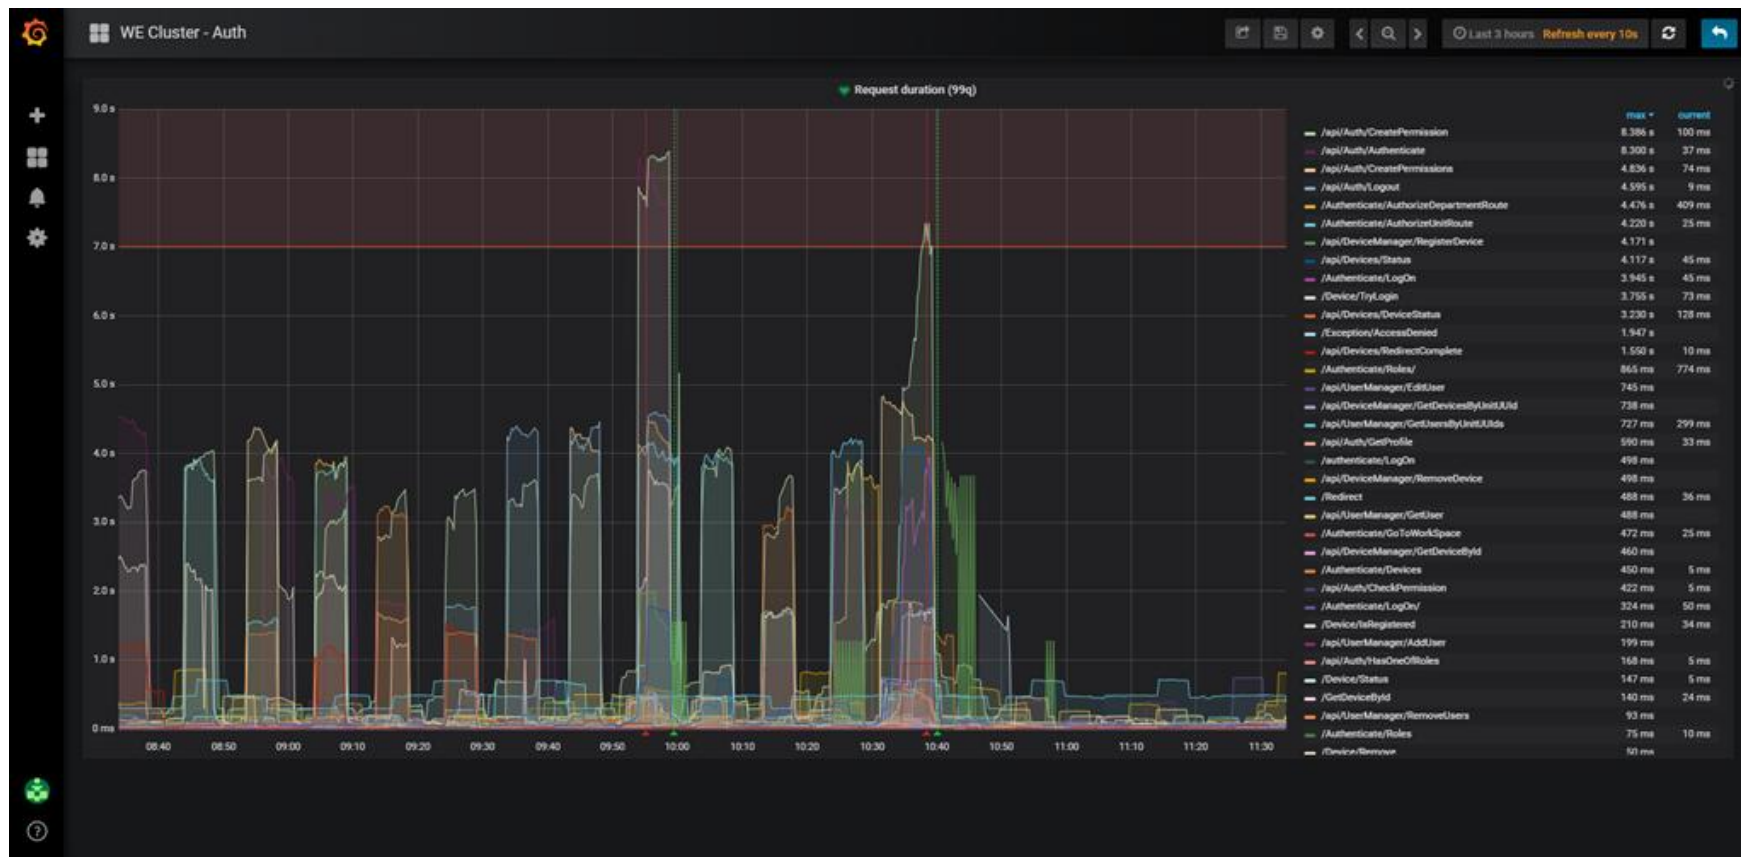 WE Cluster - Auth
Last 3 hours Refresh every 10s
Request duration (99q)
9.0 s
8.0 s
7.0 s
6.0 s
5.0 s
4.0 s
3.0 s
2.0 s
1.0 s
0 ms
08:40 08:50 09:00 09:10 09:20 09:30 09:40 09:50 10:00 10:10 10:20 10:30 10:40 10:50 11:00 11:10 11:20 11:30
max current
/api/Auth/CreatePermission 8.386 s 100 ms
/api/Auth/Authenticate 8.300 s 37 ms
/api/Auth/CreatePermissions 4.836 s 74 ms
/api/Auth/Logout 4.595 s 9 ms
/Authenticate/AuthorizeDepartmentRoute 4.476 s 409 ms
/Authenticate/AuthorizeUnitRoute 4.220 s 25 ms
/api/DeviceManager/RegisterDevice 4.171 s
/api/Devices/Status 4.117 s 45 ms
/Authenticate/LogOn 3.945 s 45 ms
/Device/TryLogin 3.755 s 73 ms
/api/Devices/DeviceStatus 3.230 s 128 ms
/Exception/AccessDenied 1.947 s
/api/Devices/RedirectComplete 1.550 s 10 ms
/Authenticate/Roles/ 865 ms 774 ms
/api/UserManager/EditUser 745 ms
/api/DeviceManager/GetDevicesByUnitUUId 738 ms
/api/UserManager/GetUsersByUnitUUIds 727 ms 299 ms
/api/Auth/GetProfile 590 ms 33 ms
/authenticate/LogOn 498 ms
/api/DeviceManager/RemoveDevice 498 ms
/Redirect 488 ms 36 ms
/api/UserManager/GetUser 488 ms
/Authenticate/GoToWorkSpace 472 ms 25 ms
/api/DeviceManager/GetDeviceById 460 ms
/Authenticate/Devices 450 ms 5 ms
/api/Auth/CheckPermission 422 ms 5 ms
/Authenticate/LogOn/ 324 ms 50 ms
/Device/IsRegistered 210 ms 34 ms
/api/UserManager/AddUser 199 ms
/api/Auth/HasOneOfRoles 168 ms 5 ms
/Device/Status 147 ms 5 ms
/GetDeviceById 140 ms 24 ms
/api/UserManager/RemoveUsers 93 ms
/Authenticate/Roles 75 ms 10 ms
/Device/Remove 50 ms